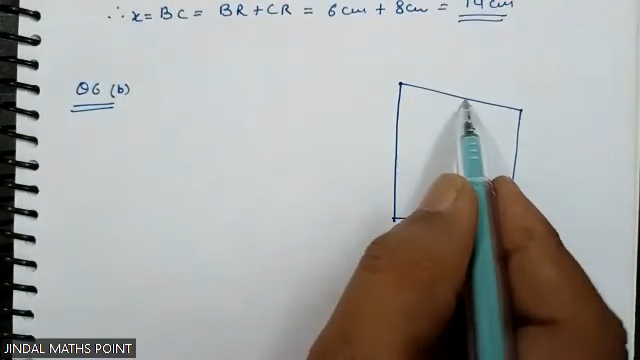 ∴ x = BC = BR + CR = 6 cm + 8 cm = 14 cm
Q6 (b)
JINDAL MATHS POINT